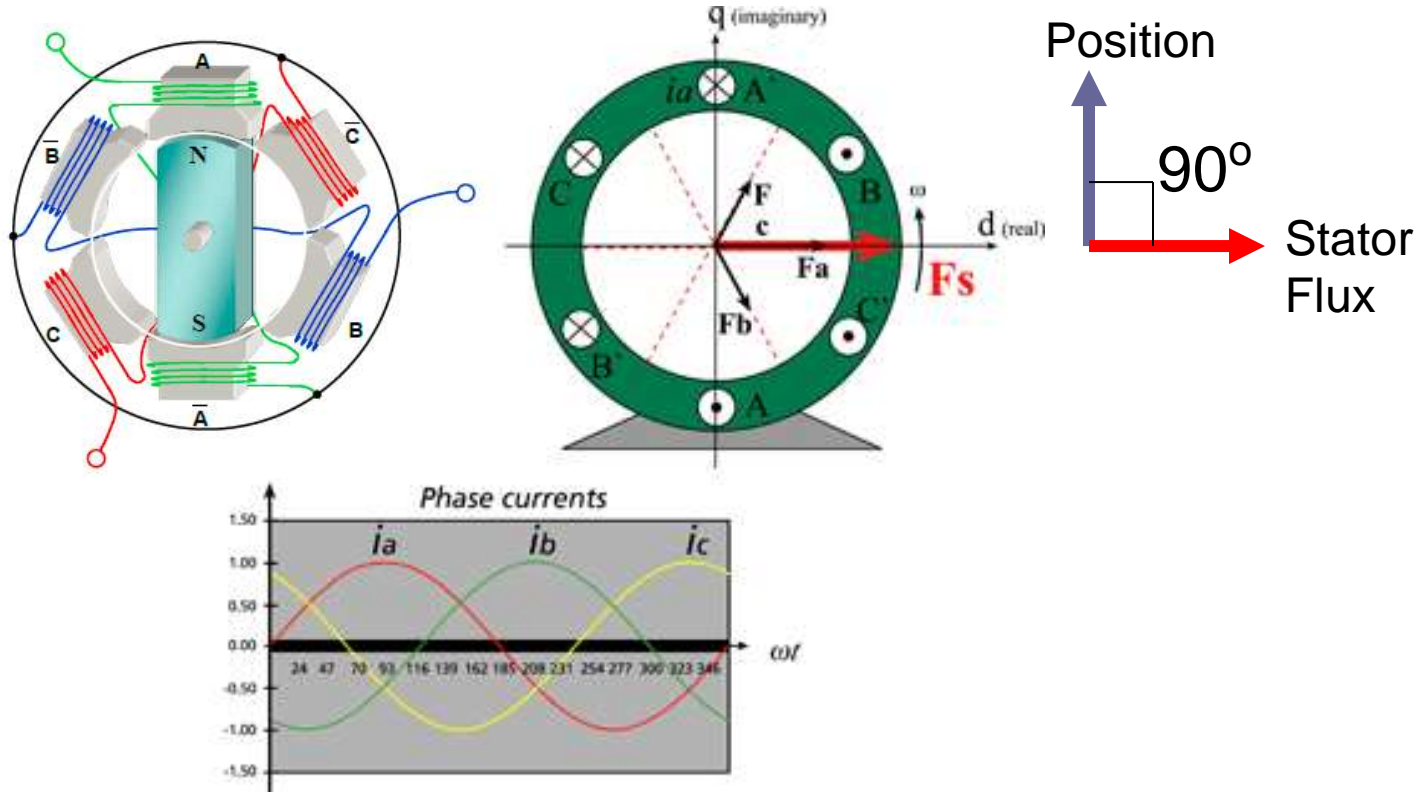 A
B̅
C̅
N
S
C
B
A̅
q (imaginary)
ia
A'
C
B
F
c
ω
d (real)
Fa
Fs
Fb
C'
B'
A
Position
90º
Stator
Flux
Phase currents
1.50
1.00
0.50
0.00
-0.50
-1.00
-1.50
ia
ib
ic
24 47 70 93 116 139 162 185 208 231 254 277 300 323 346
ωt